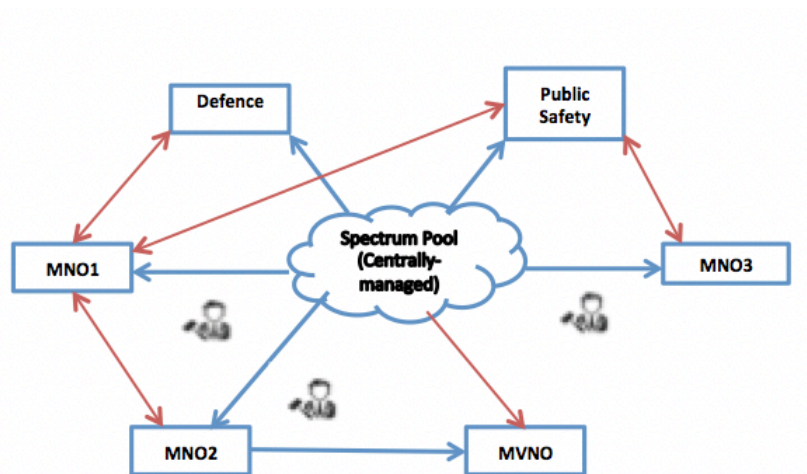 Defence
Public
Safety
Spectrum Pool
(Centrally-
managed)
MNO1
MNO3
MNO2
MVNO